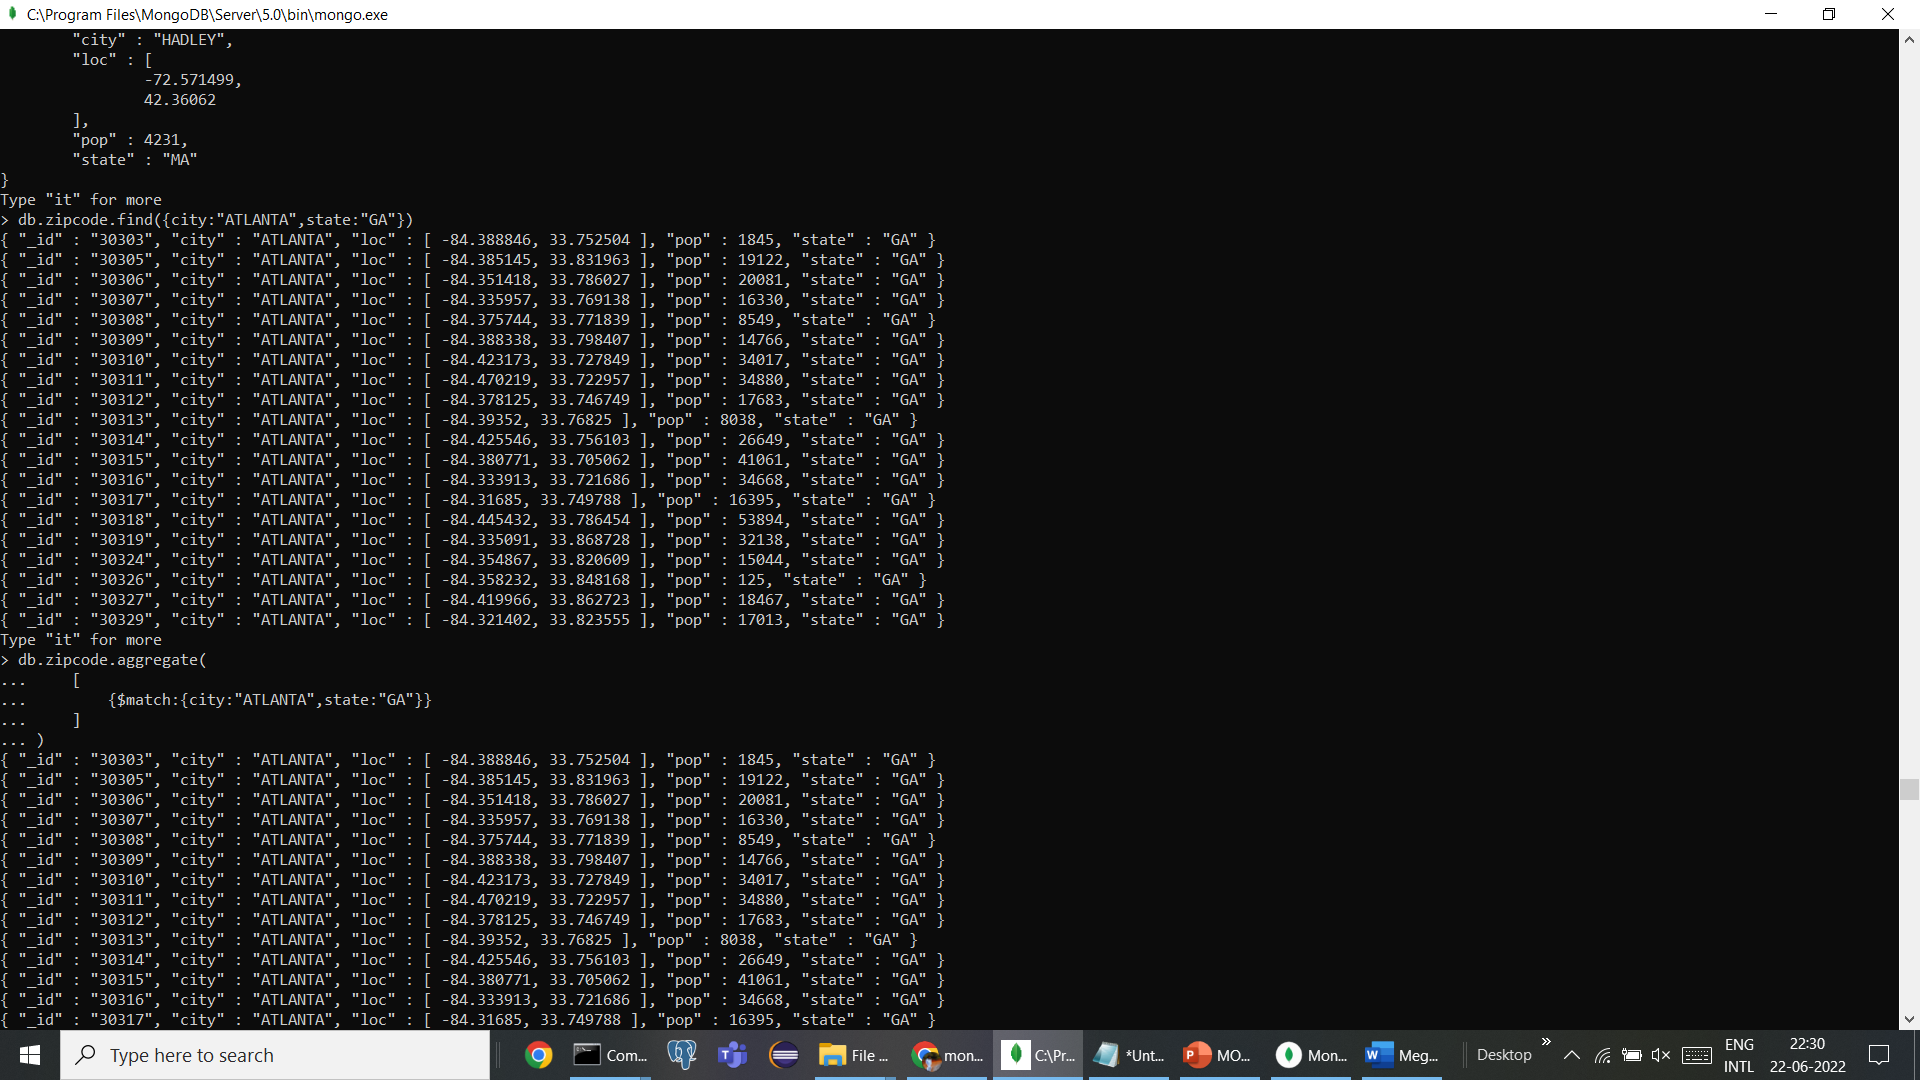 C:\Program Files\MongoDB\Server\5.0\bin\mongo.exe
        "city" : "HADLEY",
        "loc" : [
                -72.571499,
                42.36062
        ],
        "pop" : 4231,
        "state" : "MA"
}
Type "it" for more
> db.zipcode.find({city:"ATLANTA",state:"GA"})
{ "_id" : "30303", "city" : "ATLANTA", "loc" : [ -84.388846, 33.752504 ], "pop" : 1845, "state" : "GA" }
{ "_id" : "30305", "city" : "ATLANTA", "loc" : [ -84.385145, 33.831963 ], "pop" : 19122, "state" : "GA" }
{ "_id" : "30306", "city" : "ATLANTA", "loc" : [ -84.351418, 33.786027 ], "pop" : 20081, "state" : "GA" }
{ "_id" : "30307", "city" : "ATLANTA", "loc" : [ -84.335957, 33.769138 ], "pop" : 16330, "state" : "GA" }
{ "_id" : "30308", "city" : "ATLANTA", "loc" : [ -84.375744, 33.771839 ], "pop" : 8549, "state" : "GA" }
{ "_id" : "30309", "city" : "ATLANTA", "loc" : [ -84.388338, 33.798407 ], "pop" : 14766, "state" : "GA" }
{ "_id" : "30310", "city" : "ATLANTA", "loc" : [ -84.423173, 33.727849 ], "pop" : 34017, "state" : "GA" }
{ "_id" : "30311", "city" : "ATLANTA", "loc" : [ -84.470219, 33.722957 ], "pop" : 34880, "state" : "GA" }
{ "_id" : "30312", "city" : "ATLANTA", "loc" : [ -84.378125, 33.746749 ], "pop" : 17683, "state" : "GA" }
{ "_id" : "30313", "city" : "ATLANTA", "loc" : [ -84.39352, 33.76825 ], "pop" : 8038, "state" : "GA" }
{ "_id" : "30314", "city" : "ATLANTA", "loc" : [ -84.425546, 33.756103 ], "pop" : 26649, "state" : "GA" }
{ "_id" : "30315", "city" : "ATLANTA", "loc" : [ -84.380771, 33.705062 ], "pop" : 41061, "state" : "GA" }
{ "_id" : "30316", "city" : "ATLANTA", "loc" : [ -84.333913, 33.721686 ], "pop" : 34668, "state" : "GA" }
{ "_id" : "30317", "city" : "ATLANTA", "loc" : [ -84.31685, 33.749788 ], "pop" : 16395, "state" : "GA" }
{ "_id" : "30318", "city" : "ATLANTA", "loc" : [ -84.445432, 33.786454 ], "pop" : 53894, "state" : "GA" }
{ "_id" : "30319", "city" : "ATLANTA", "loc" : [ -84.335091, 33.868728 ], "pop" : 32138, "state" : "GA" }
{ "_id" : "30324", "city" : "ATLANTA", "loc" : [ -84.354867, 33.820609 ], "pop" : 15044, "state" : "GA" }
{ "_id" : "30326", "city" : "ATLANTA", "loc" : [ -84.358232, 33.848168 ], "pop" : 125, "state" : "GA" }
{ "_id" : "30327", "city" : "ATLANTA", "loc" : [ -84.419966, 33.862723 ], "pop" : 18467, "state" : "GA" }
{ "_id" : "30329", "city" : "ATLANTA", "loc" : [ -84.321402, 33.823555 ], "pop" : 17013, "state" : "GA" }
Type "it" for more
> db.zipcode.aggregate(
...     [
...         {$match:{city:"ATLANTA",state:"GA"}}
...     ]
... )
{ "_id" : "30303", "city" : "ATLANTA", "loc" : [ -84.388846, 33.752504 ], "pop" : 1845, "state" : "GA" }
{ "_id" : "30305", "city" : "ATLANTA", "loc" : [ -84.385145, 33.831963 ], "pop" : 19122, "state" : "GA" }
{ "_id" : "30306", "city" : "ATLANTA", "loc" : [ -84.351418, 33.786027 ], "pop" : 20081, "state" : "GA" }
{ "_id" : "30307", "city" : "ATLANTA", "loc" : [ -84.335957, 33.769138 ], "pop" : 16330, "state" : "GA" }
{ "_id" : "30308", "city" : "ATLANTA", "loc" : [ -84.375744, 33.771839 ], "pop" : 8549, "state" : "GA" }
{ "_id" : "30309", "city" : "ATLANTA", "loc" : [ -84.388338, 33.798407 ], "pop" : 14766, "state" : "GA" }
{ "_id" : "30310", "city" : "ATLANTA", "loc" : [ -84.423173, 33.727849 ], "pop" : 34017, "state" : "GA" }
{ "_id" : "30311", "city" : "ATLANTA", "loc" : [ -84.470219, 33.722957 ], "pop" : 34880, "state" : "GA" }
{ "_id" : "30312", "city" : "ATLANTA", "loc" : [ -84.378125, 33.746749 ], "pop" : 17683, "state" : "GA" }
{ "_id" : "30313", "city" : "ATLANTA", "loc" : [ -84.39352, 33.76825 ], "pop" : 8038, "state" : "GA" }
{ "_id" : "30314", "city" : "ATLANTA", "loc" : [ -84.425546, 33.756103 ], "pop" : 26649, "state" : "GA" }
{ "_id" : "30315", "city" : "ATLANTA", "loc" : [ -84.380771, 33.705062 ], "pop" : 41061, "state" : "GA" }
{ "_id" : "30316", "city" : "ATLANTA", "loc" : [ -84.333913, 33.721686 ], "pop" : 34668, "state" : "GA" }
{ "_id" : "30317", "city" : "ATLANTA", "loc" : [ -84.31685, 33.749788 ], "pop" : 16395, "state" : "GA" }
Type here to search
Com...
File ...
mon...
C:\Pr...
*Unt...
MO...
Mon...
Meg...
Desktop
ENG
INTL
22:30
22-06-2022